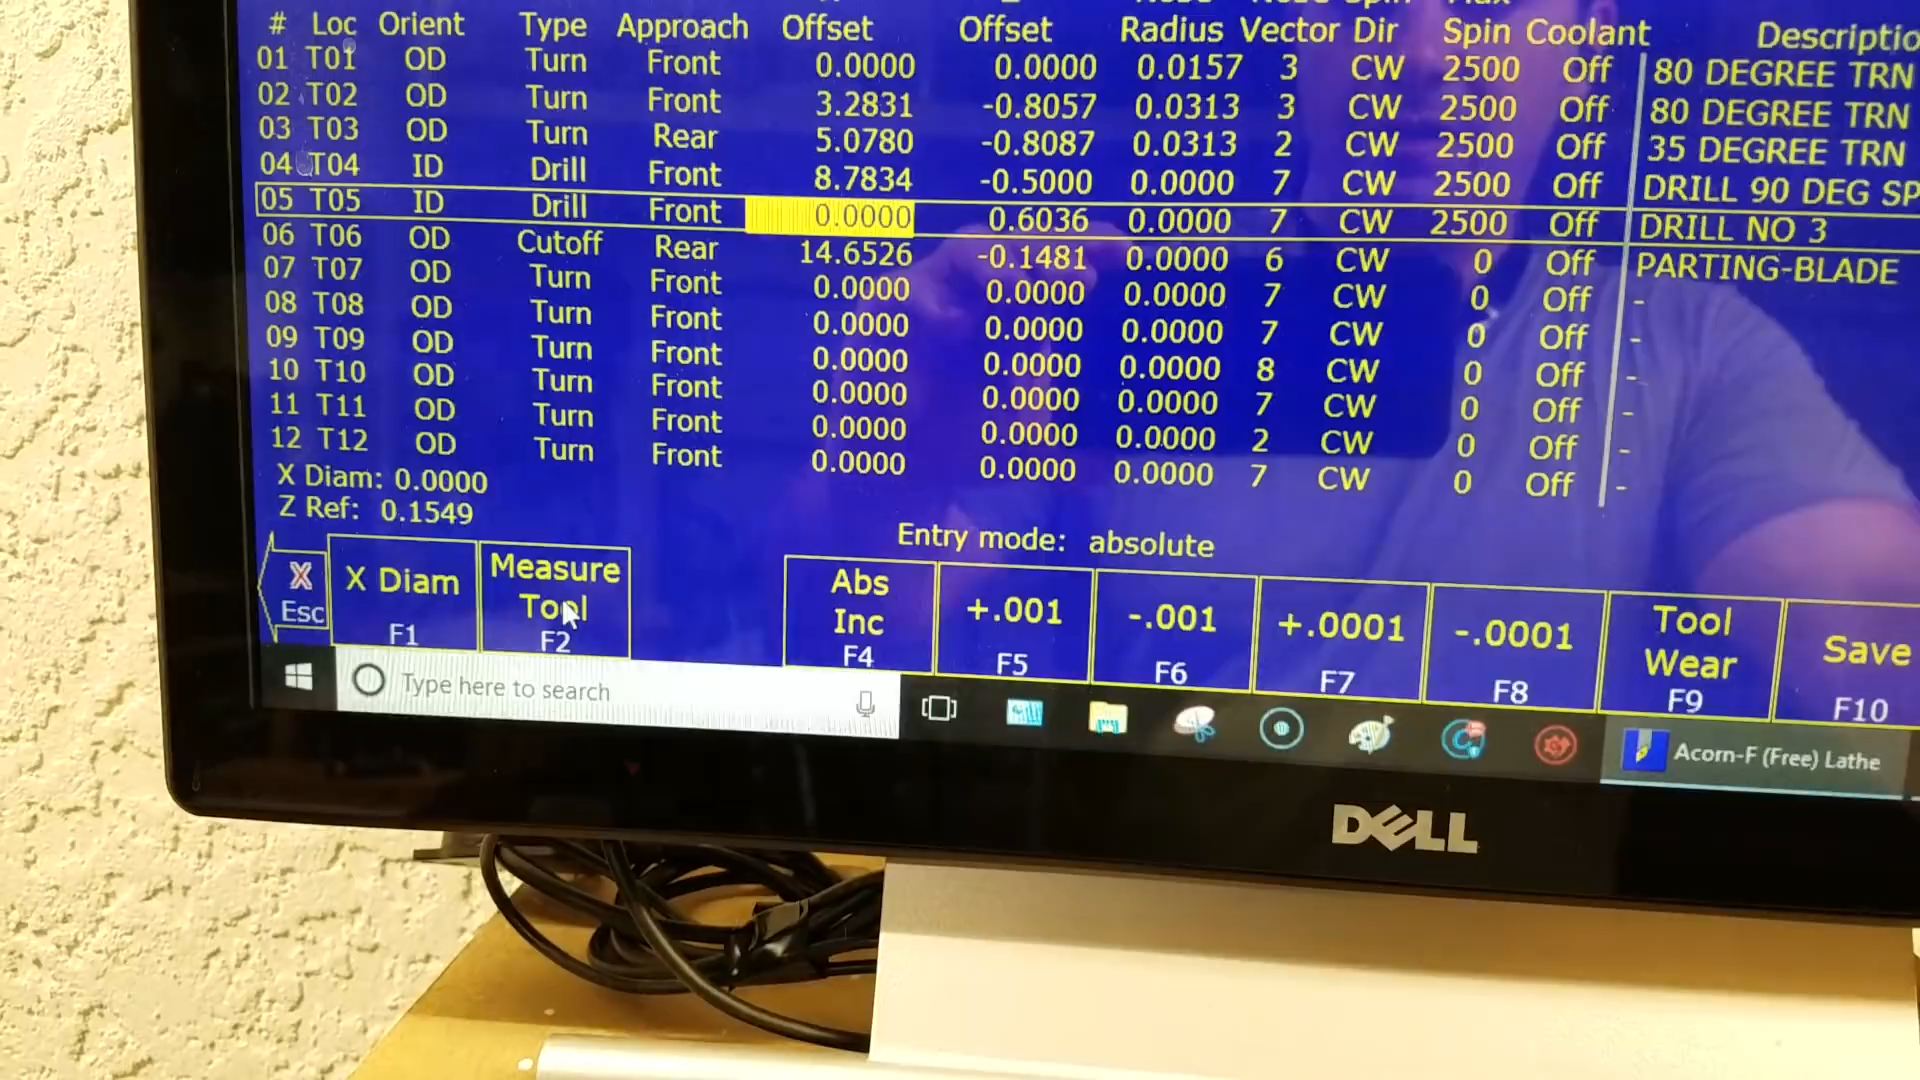 # Loc Orient Type Approach Offset Offset Radius Vector Dir Spin Coolant
01 T01 OD Turn Front 0.0000 0.0000 0.0157 3 CW 2500 Off 80 DEGREE TRN
02 T02 OD Turn Front 3.2831 -0.8057 0.0313 3 CW 2500 Off 80 DEGREE TRN
03 T03 OD Turn Rear 5.0780 -0.8087 0.0313 2 CW 2500 Off 35 DEGREE TRN
04 T04 ID Drill Front 8.7834 -0.5000 0.0000 7 CW 2500 Off DRILL 90 DEG SP
05 T05 ID Drill Front 0.0000 0.6036 0.0000 7 CW 2500 Off DRILL NO 3
06 T06 OD Cutoff Rear 14.6526 -0.1481 0.0000 6 CW 0 Off PARTING-BLADE
07 T07 OD Turn Front 0.0000 0.0000 0.0000 7 CW 0 Off -
08 T08 OD Turn Front 0.0000 0.0000 0.0000 7 CW 0 Off -
09 T09 OD Turn Front 0.0000 0.0000 0.0000 8 CW 0 Off -
10 T10 OD Turn Front 0.0000 0.0000 0.0000 7 CW 0 Off -
11 T11 OD Turn Front 0.0000 0.0000 0.0000 2 CW 0 Off -
12 T12 OD Turn Front 0.0000 0.0000 0.0000 7 CW 0 Off -
X Diam: 0.0000
Z Ref: 0.1549
Entry mode: absolute
X
Esc
X Diam
F1
Measure
Tool
F2
Abs
Inc
F4
+.001
F5
-.001
F6
+.0001
F7
-.0001
F8
Tool
Wear
F9
Save
F10
Type here to search
Acorn-F (Free) Lathe
DELL